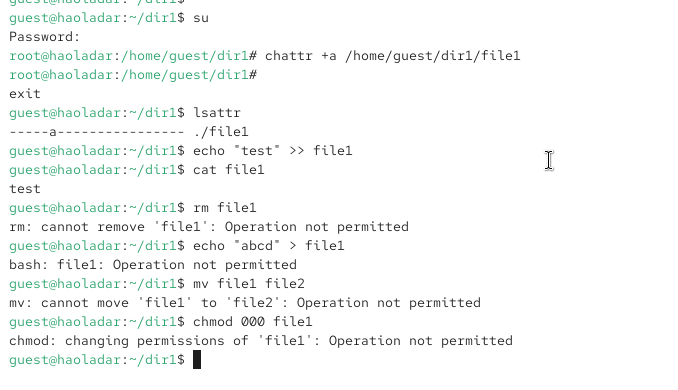 guest@haoladar:~/dir1$
guest@haoladar:~/dir1$ su
Password:
root@haoladar:/home/guest/dir1# chattr +a /home/guest/dir1/file1
root@haoladar:/home/guest/dir1#
exit
guest@haoladar:~/dir1$ lsattr
-----a---------------- ./file1
guest@haoladar:~/dir1$ echo "test" >> file1
guest@haoladar:~/dir1$ cat file1
test
guest@haoladar:~/dir1$ rm file1
rm: cannot remove 'file1': Operation not permitted
guest@haoladar:~/dir1$ echo "abcd" > file1
bash: file1: Operation not permitted
guest@haoladar:~/dir1$ mv file1 file2
mv: cannot move 'file1' to 'file2': Operation not permitted
guest@haoladar:~/dir1$ chmod 000 file1
chmod: changing permissions of 'file1': Operation not permitted
guest@haoladar:~/dir1$